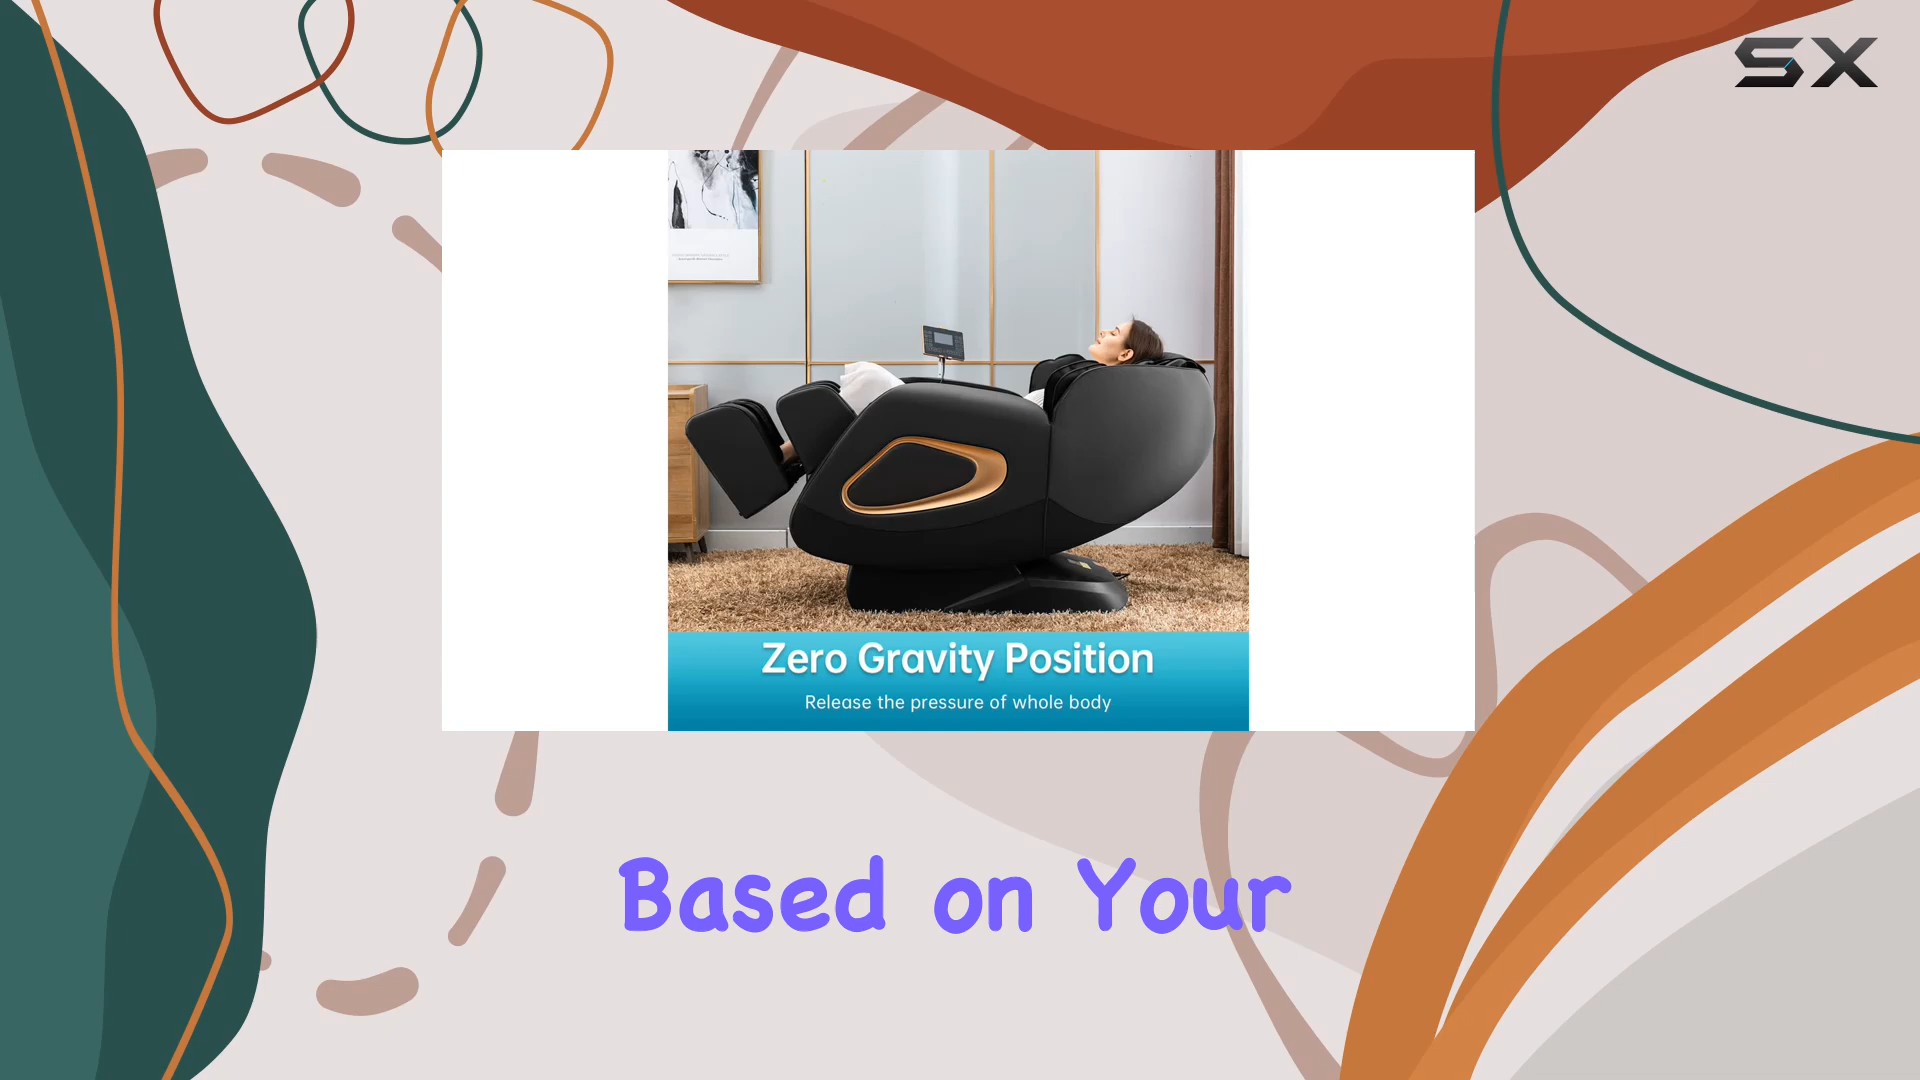 SX
Zero Gravity Position
Release the pressure of whole body
Based on Your